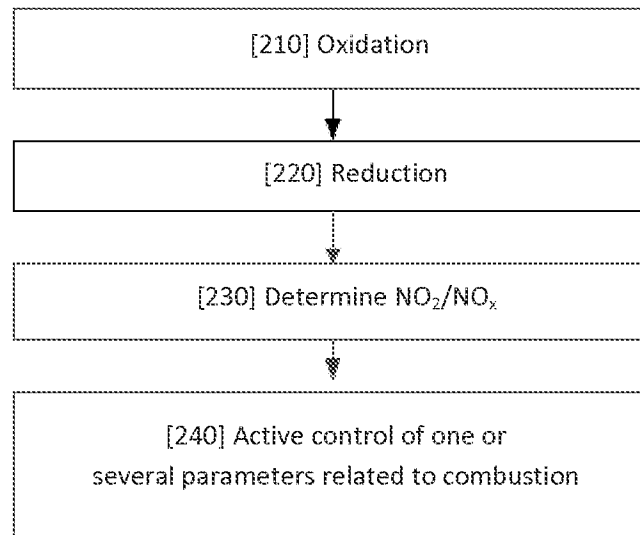 [210] Oxidation
[220] Reduction
[230] Determine NO₂/NOₓ
[240] Active control of one or
several parameters related to combustion